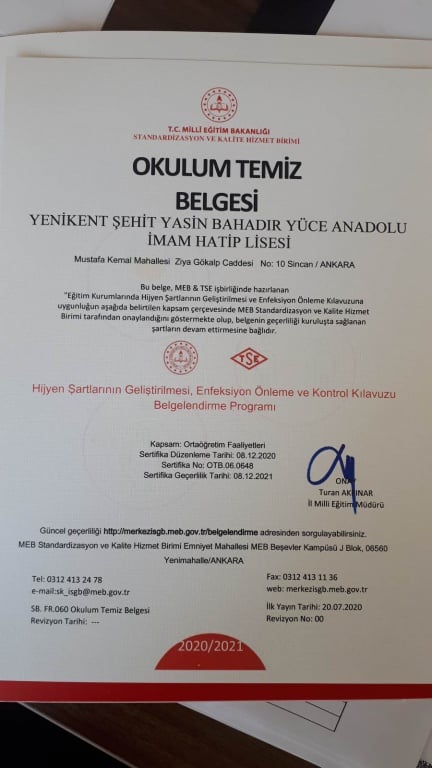 T.C. MİLLİ EĞİTİM BAKANLIĞI
STANDARDİZASYON VE KALİTE HİZMET BİRİMİ
OKULUM TEMİZ
BELGESİ
YENİKENT ŞEHİT YASİN BAHADIR YÜCE ANADOLU
İMAM HATİP LİSESİ
Mustafa Kemal Mahallesi Ziya Gökalp Caddesi No: 10 Sincan / ANKARA
Bu belge, MEB & TSE işbirliğinde hazırlanan
"Eğitim Kurumlarında Hijyen Şartlarının Geliştirilmesi ve Enfeksiyon Önleme Kılavuzuna
uygunluğun aşağıda belirtilen kapsam çerçevesinde MEB Standardizasyon ve Kalite Hizmet
Birimi tarafından onaylandığını göstermekte olup, belgenin geçerliliği kuruluşta sağlanan
şartların devam ettirmesine bağlıdır.
TSE
Hijyen Şartlarının Geliştirilmesi, Enfeksiyon Önleme ve Kontrol Kılavuzu
Belgelendirme Programı
Kapsam: Ortaöğretim Faaliyetleri
Sertifika Düzenleme Tarihi: 08.12.2020
Sertifika No: OTB.06.0648
Sertifika Geçerlilik Tarihi: 08.12.2021
Turan
İl Milli Eğitim Müdürü
Güncel geçerliliği http://merkezisgb.meb.gov.tr/belgelendirme adresinden sorgulayabilirsiniz.
MEB Standardizasyon ve Kalite Hizmet Birimi Emniyet Mahallesi MEB Beşevler Kampüsü J Blok, 06560
Yenimahalle/ANKARA
Tel: 0312 413 24 78
e-mail:sk_isgb@meb.gov.tr
Fax: 0312 413 11 36
web: merkezisgb.meb.gov.tr
SB. FR.060 Okulum Temiz Belgesi
Revizyon Tarihi: ---
İlk Yayın Tarihi: 20.07.2020
Revizyon No: 00
2020/2021